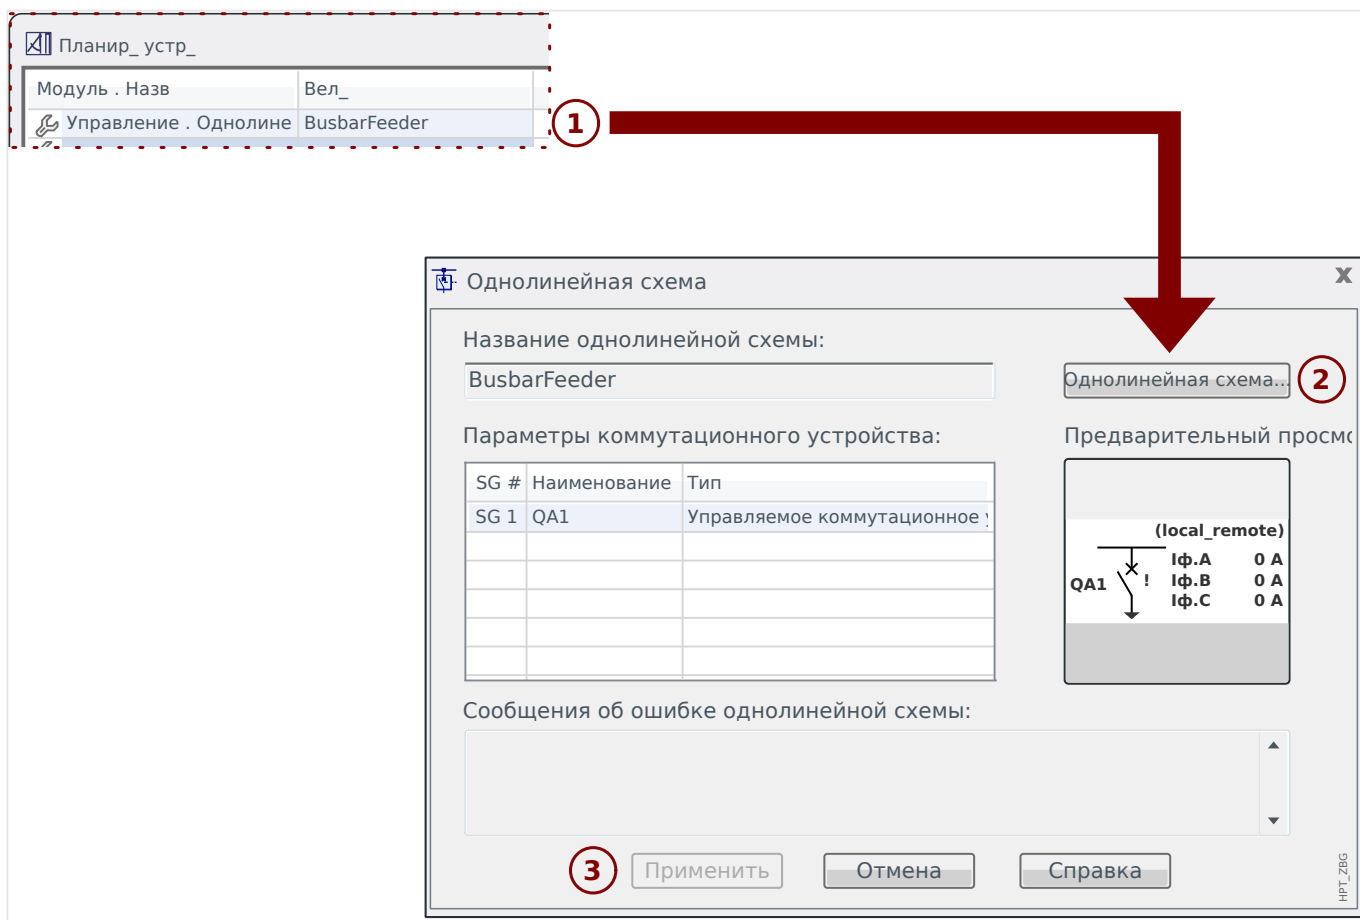 Планир_ устр_
Модуль . Назв Вел_
Управление . Однолине BusbarFeeder
1
Однолинейная схема X
Название однолинейной схемы:
BusbarFeeder Однолинейная схема... 2
Параметры коммутационного устройства: Предварительный просмо
SG # Наименование Тип
SG 1 QA1 Управляемое коммутационное у
(local_remote)
Iф.A 0 A
QA1 ! Iф.B 0 A
Iф.C 0 A
Сообщения об ошибке однолинейной схемы:
3 Применить Отмена Справка
HPT_ZBG